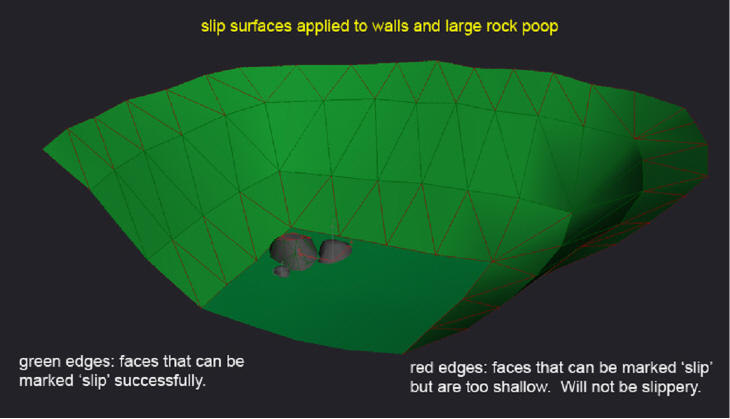 slip surfaces applied to walls and large rock poop
green edges: faces that can be
marked ‘slip’ successfully.
red edges: faces that can be marked ‘slip’
but are too shallow.  Will not be slippery.